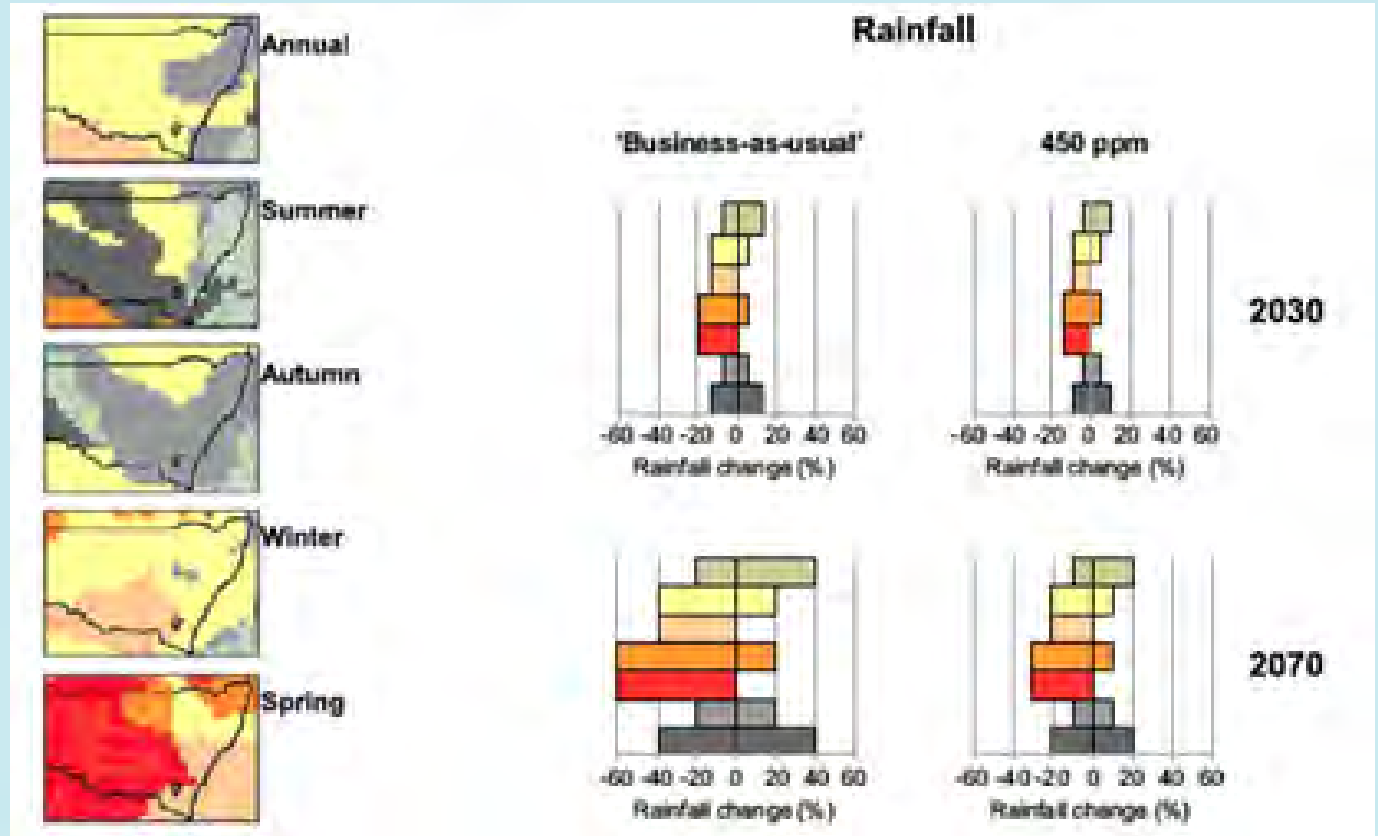 Rainfall
Annual
Summer
Autumn
Winter
Spring
'Business-as-usual'
450 ppm
-60 -40 -20 0 20 40 60
Rainfall change (%)
-60 -40 -20 0 20 40 60
Rainfall change (%)
2030
-60 -40 -20 0 20 40 60
Rainfall change (%)
-60 -40 -20 0 20 40 60
Rainfall change (%)
2070